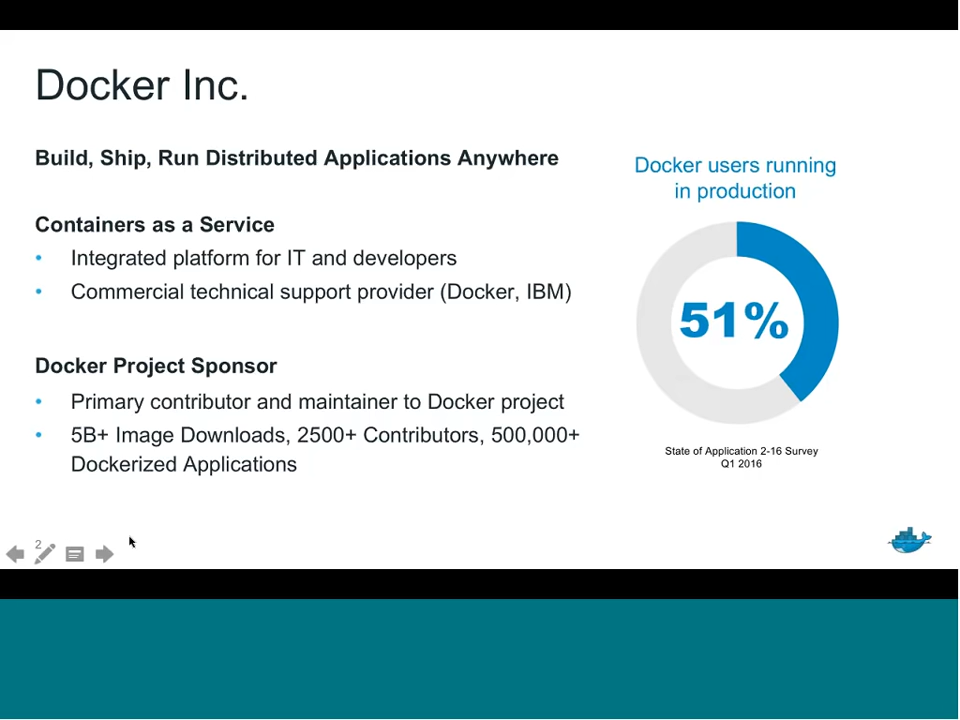 Docker Inc.
Build, Ship, Run Distributed Applications Anywhere
Containers as a Service
• Integrated platform for IT and developers
• Commercial technical support provider (Docker, IBM)
Docker Project Sponsor
• Primary contributor and maintainer to Docker project
• 5B+ Image Downloads, 2500+ Contributors, 500,000+
Dockerized Applications
Docker users running
in production
51%
State of Application 2-16 Survey
Q1 2016
2